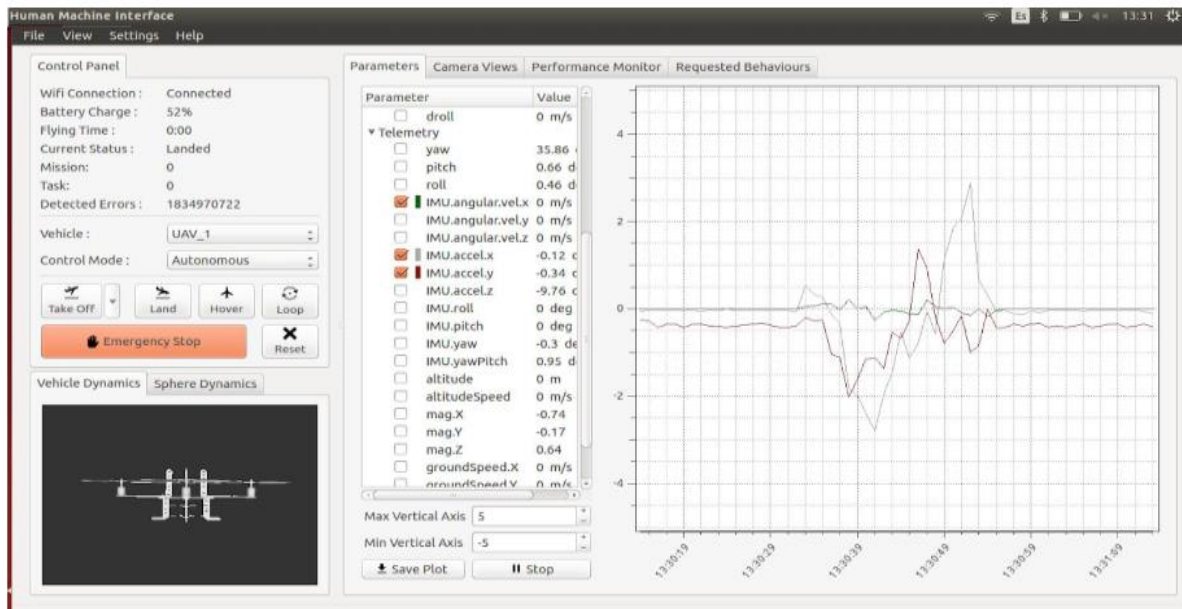 Human Machine Interface
Es 13:31
File View Settings Help
Control Panel
Wifi Connection : Connected
Battery Charge : 52%
Flying Time : 0:00
Current Status : Landed
Mission: 0
Task: 0
Detected Errors : 1834970722
Vehicle : UAV_1
Control Mode : Autonomous
Take Off Land Hover Loop
Emergency Stop Reset
Vehicle Dynamics Sphere Dynamics
Parameters Camera Views Performance Monitor Requested Behaviours
Parameter Value
droll 0 m/s
Telemetry
yaw 35.86
pitch 0.66 d
roll 0.46 d
IMU.angular.vel.x 0 m/s
IMU.angular.vel.y 0 m/s
IMU.angular.vel.z 0 m/s
IMU.accel.x -0.12
IMU.accel.y -0.34
IMU.accel.z -9.76
IMU.roll 0 deg
IMU.pitch 0 deg
IMU.yaw -0.3 de
IMU.yawPitch 0.95 d
altitude 0 m
altitudeSpeed 0 m/s
mag.X -0.74
mag.Y -0.17
mag.Z 0.64
groundSpeed.X 0 m/s
groundSpeed.Y 0 m/s
Max Vertical Axis 5
Min Vertical Axis -5
Save Plot Stop
4
2
0
-2
-4
13:30:19 13:30:29 13:30:39 13:30:49 13:30:59 13:31:09